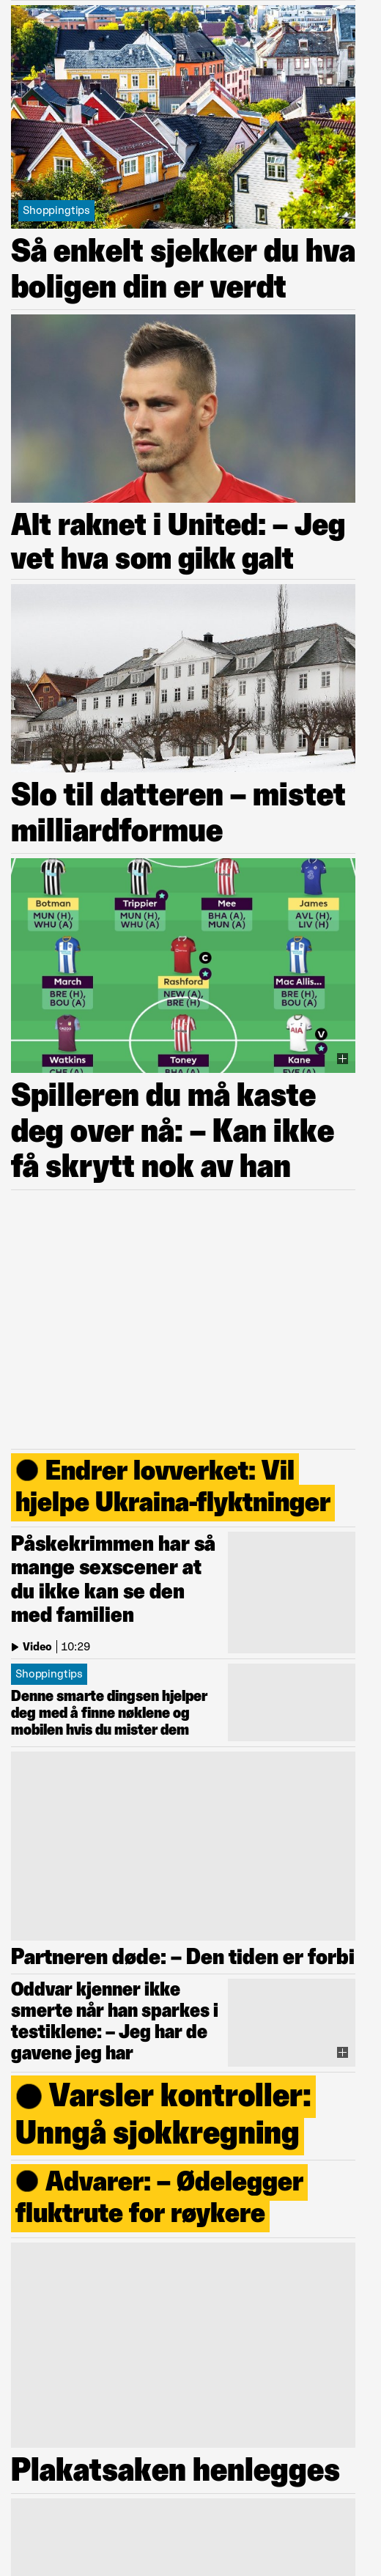 Shoppingtips
Så enkelt sjekker du hva
boligen din er verdt
Alt raknet i United: – Jeg
vet hva som gikk galt
Slo til datteren – mistet
milliardformue
Botman
MUN (H),
WHU (A)
Trippier
MUN (H),
WHU (A)
Mee
BHA (A),
MUN (A)
James
AVL (H),
LIV (H)
March
BRE (H),
BOU (A)
C
Rashford
NEW (A),
BRE (H)
Mac Allis...
BRE (H),
BOU (A)
Watkins
CHE (A)
Toney
BHA (A)
V
AIA
Kane
EVE (A)
Spilleren du må kaste
deg over nå: – Kan ikke
få skrytt nok av han
Endrer lovverket: Vil
hjelpe Ukraina-flyktninger
Påskekrimmen har så
mange sexscener at
du ikke kan se den
med familien
Video | 10:29
Shoppingtips
Denne smarte dingsen hjelper
deg med å finne nøklene og
mobilen hvis du mister dem
Partneren døde: – Den tiden er forbi
Oddvar kjenner ikke
smerte når han sparkes i
testiklene: – Jeg har de
gavene jeg har
Varsler kontroller:
Unngå sjokkregning
Advarer: – Ødelegger
fluktrute for røykere
Plakatsaken henlegges